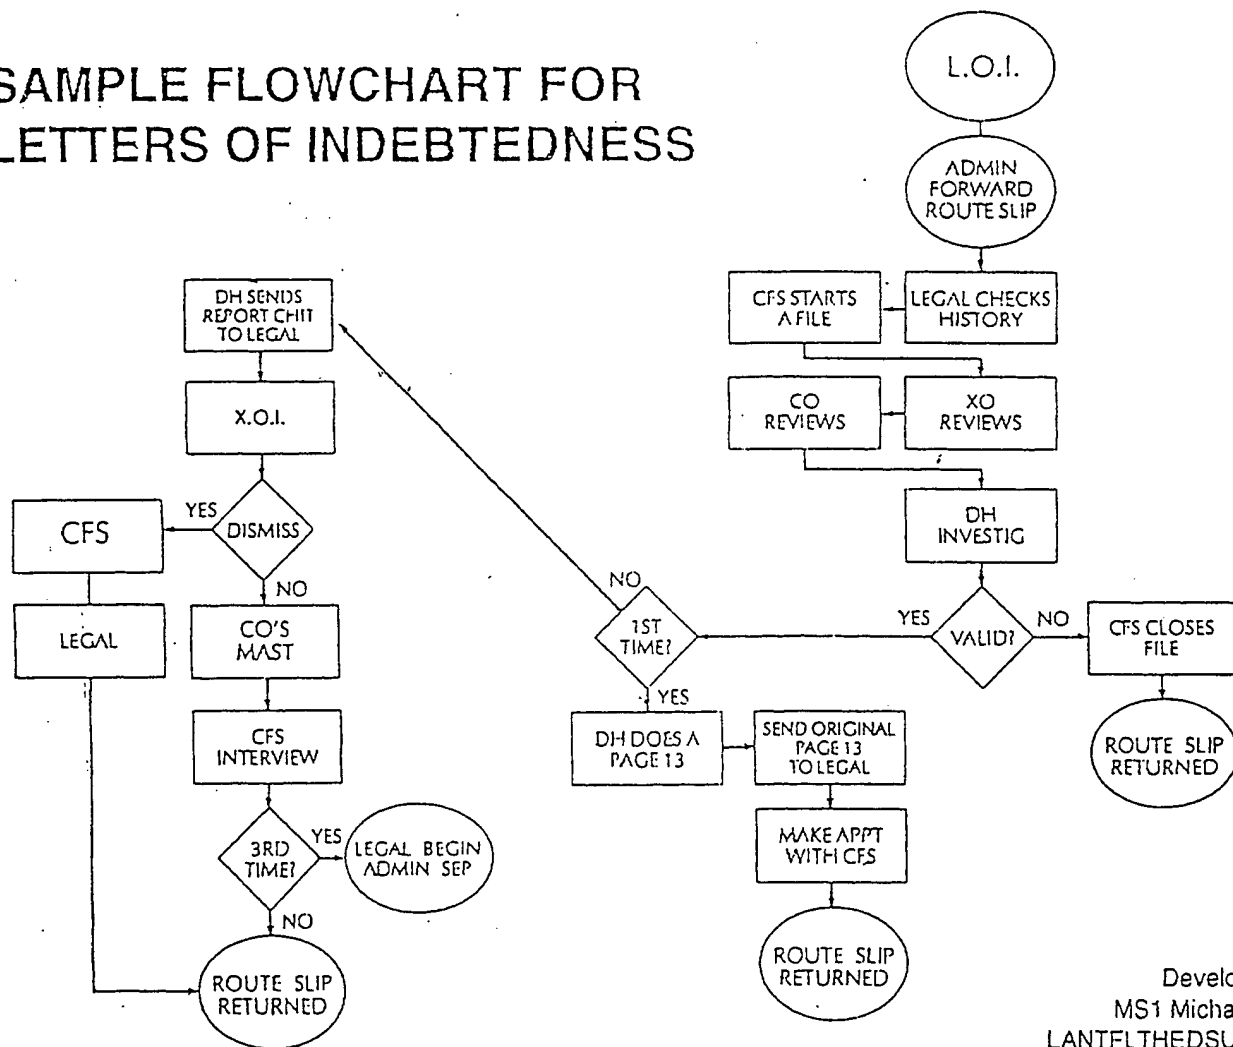 SAMPLE FLOWCHART FOR
LETTERS OF INDEBTEDNESS
L.O.I.
ADMIN
FORWARD
ROUTE SLIP
LEGAL CHECKS
HISTORY
CFS STARTS
A FILE
XO
REVIEWS
CO
REVIEWS
DH
INVESTIG
VALID?
YES
NO
CFS CLOSES
FILE
ROUTE SLIP
RETURNED
1ST
TIME?
NO
YES
DH DOES A
PAGE 13
SEND ORIGINAL
PAGE 13
TO LEGAL
MAKE APPT
WITH CFS
ROUTE SLIP
RETURNED
DH SENDS
REPORT CHIT
TO LEGAL
X.O.I.
DISMISS
YES
NO
CFS
LEGAL
CO'S
MAST
CFS
INTERVIEW
3RD
TIME?
YES
NO
LEGAL BEGIN
ADMIN SEP
ROUTE SLIP
RETURNED
Develo
MS1 Micha
LANTFLTHEDSU